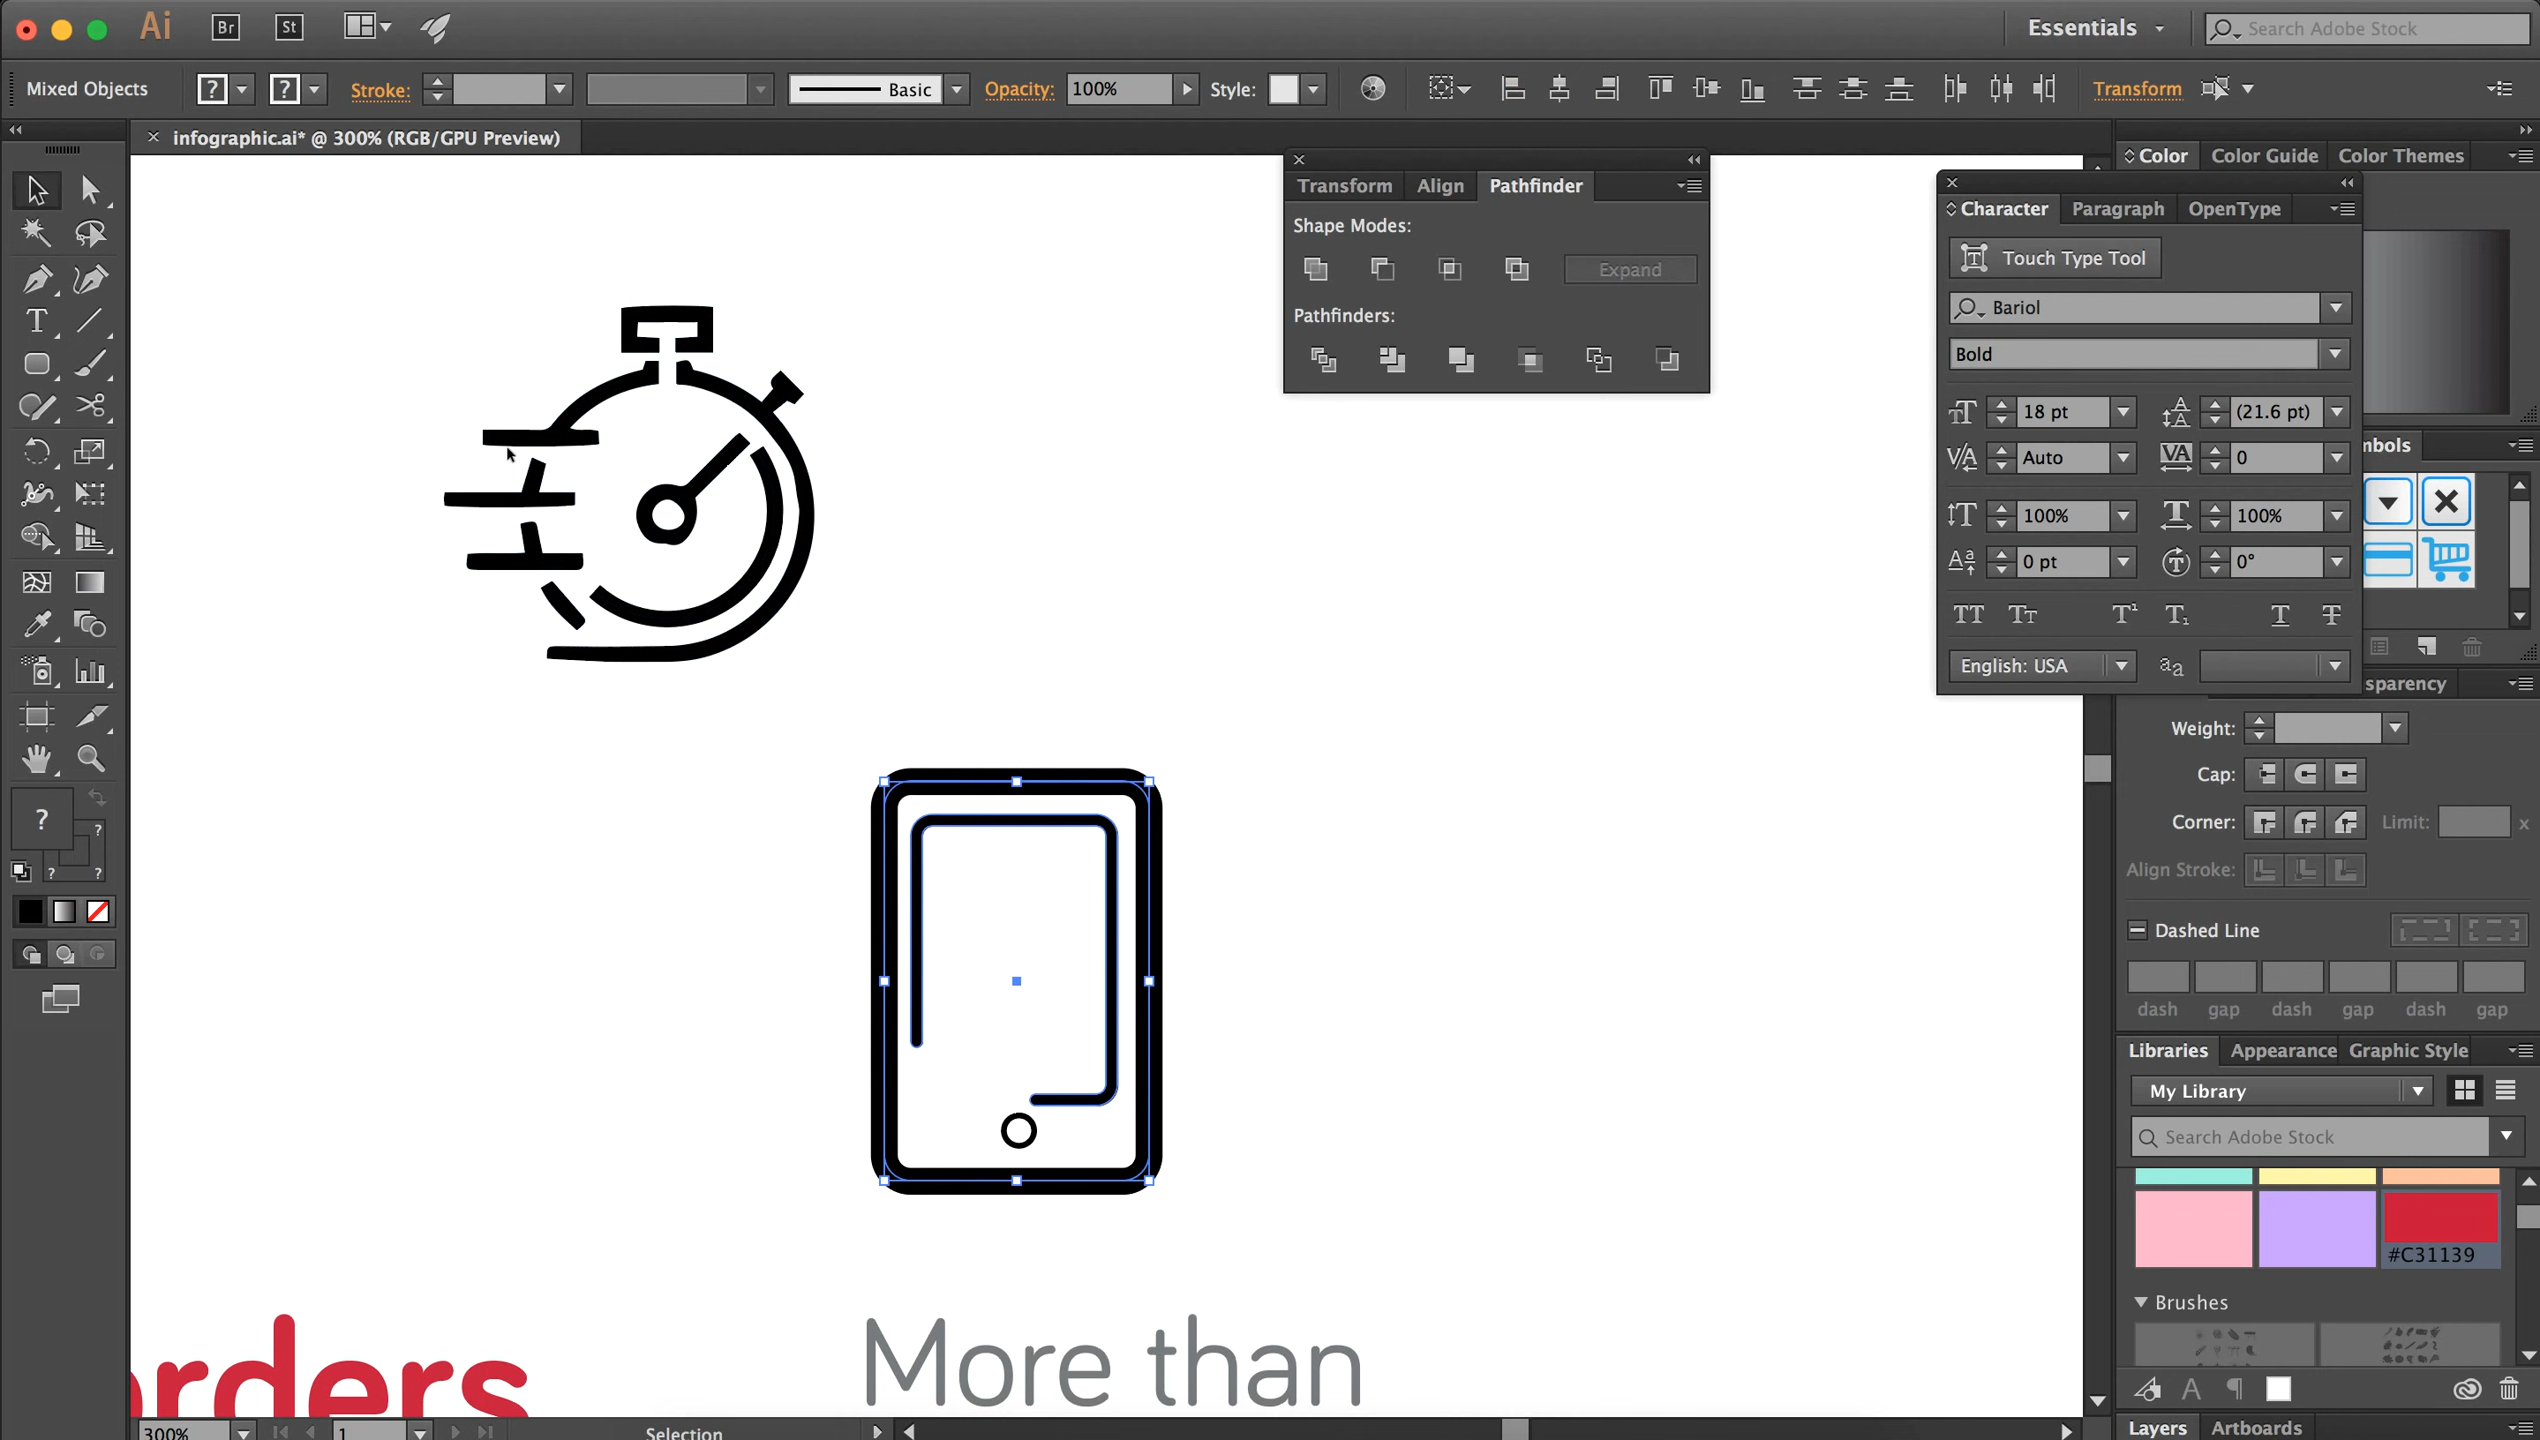 Ai Br St Essentials Search Adobe Stock
Mixed Objects ? ? Stroke: Basic Opacity: 100% Style: Transform
infographic.ai* @ 300% (RGB/GPU Preview)
Transform Align Pathfinder
Shape Modes:
Expand
Pathfinders:
Color Color Guide Color Themes
Character Paragraph OpenType
Touch Type Tool
Bariol
Bold
18 pt (21.6 pt)
Auto 0
100% 100%
0 pt 0°
English: USA
mbols
sparency
Weight:
Cap:
Corner: Limit: x
Align Stroke:
Dashed Line
dash gap dash gap dash gap
Libraries Appearance Graphic Style
My Library
Search Adobe Stock
#C31139
Brushes
Layers Artboards
?
?
? ?
orders
More than
300% 1 Selection